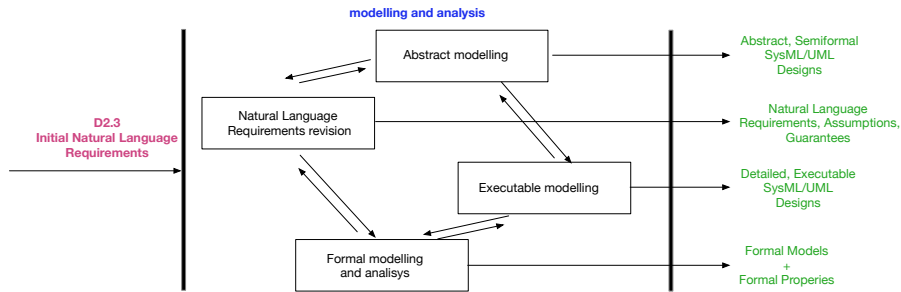 modelling and analysis
Abstract modelling
Abstract, Semiformal
SysML/UML
Designs
D2.3
Initial Natural Language
Requirements
Natural Language
Requirements revision
Natural Language
Requirements, Assumptions,
Guarantees
Executable modelling
Detailed, Executable
SysML/UML
Designs
Formal modelling
and analisys
Formal Models
+
Formal Properies